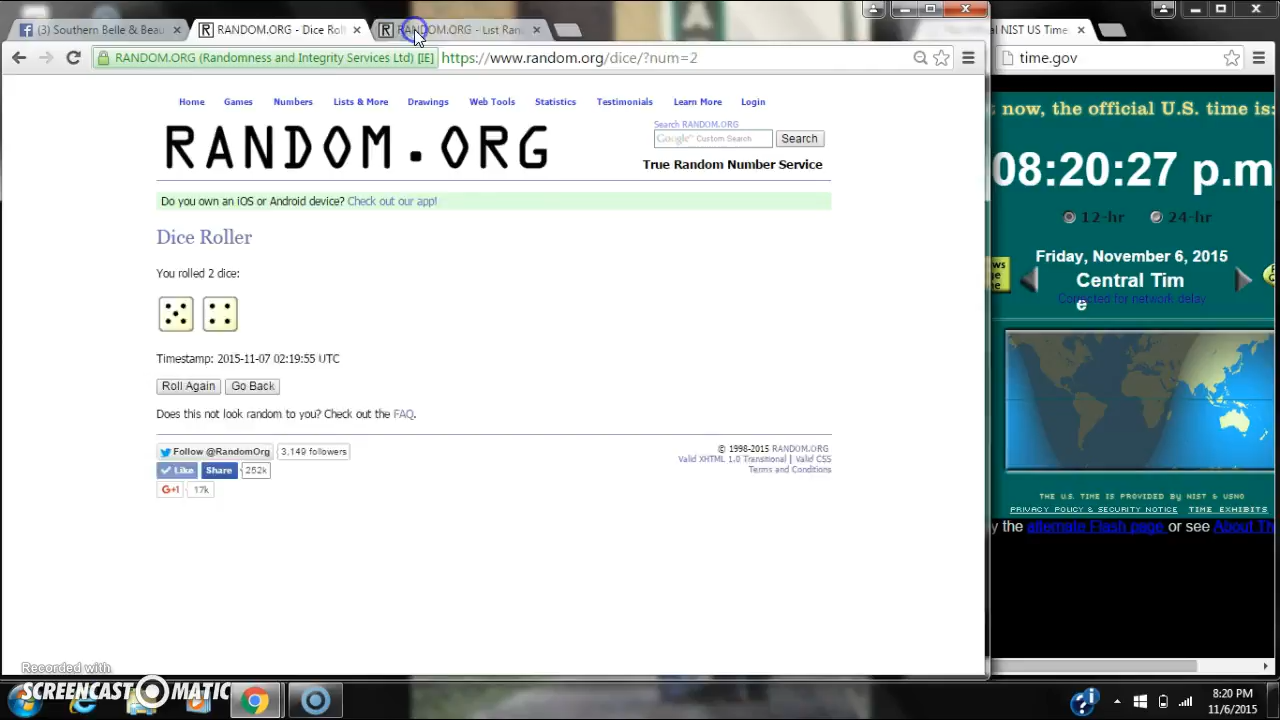 (3) Southern Belle & Beau
RANDOM.ORG - Dice Roll
RANDOM.ORG - List Ran
al NIST US Time
RANDOM.ORG (Randomness and Integrity Services Ltd) [IE]
https://www.random.org/dice/?num=2
time.gov
Home Games Numbers Lists & More Drawings Web Tools Statistics Testimonials Learn More Login
RANDOM.ORG
Search RANDOM.ORG
Google™ Custom Search
Search
True Random Number Service
Do you own an iOS or Android device? Check out our app!
Dice Roller
You rolled 2 dice:
Timestamp: 2015-11-07 02:19:55 UTC
Roll Again Go Back
Does this not look random to you? Check out the FAQ.
Follow @RandomOrg 3,149 followers
Like Share 252k
G+1 17k
© 1998-2015 RANDOM.ORG
Valid XHTML 1.0 Transitional | Valid CSS
Terms and Conditions
now, the official U.S. time is:
08:20:27 p.m
12-hr 24-hr
Friday, November 6, 2015
Central Tim
e
Corrected for network delay
THE U.S. TIME IS PROVIDED BY NIST & USNO
PRIVACY POLICY & SECURITY NOTICE TIME EXHIBITS
y the alternate Flash page or see About Th
Recorded with
SCREENCAST MATIC
8:20 PM
11/6/2015